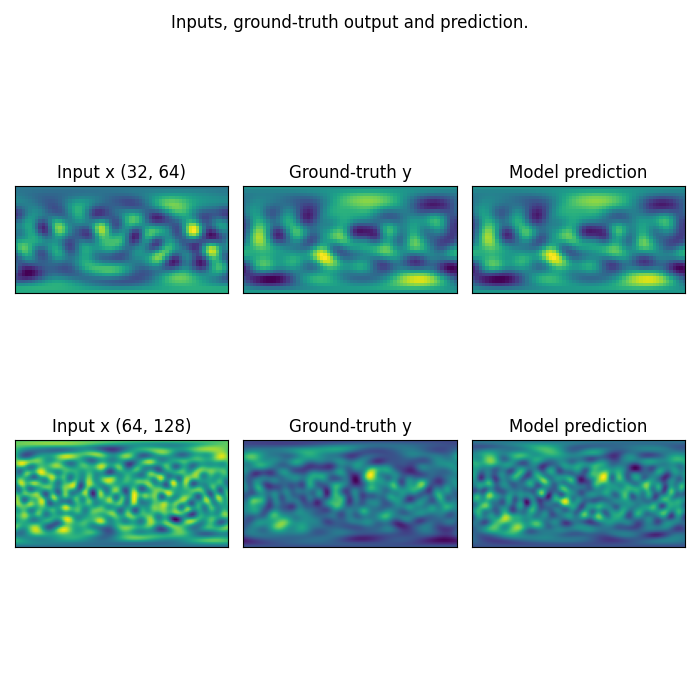 Inputs, ground-truth output and prediction.
Input x (32, 64)
Ground-truth y
Model prediction
Input x (64, 128)
Ground-truth y
Model prediction